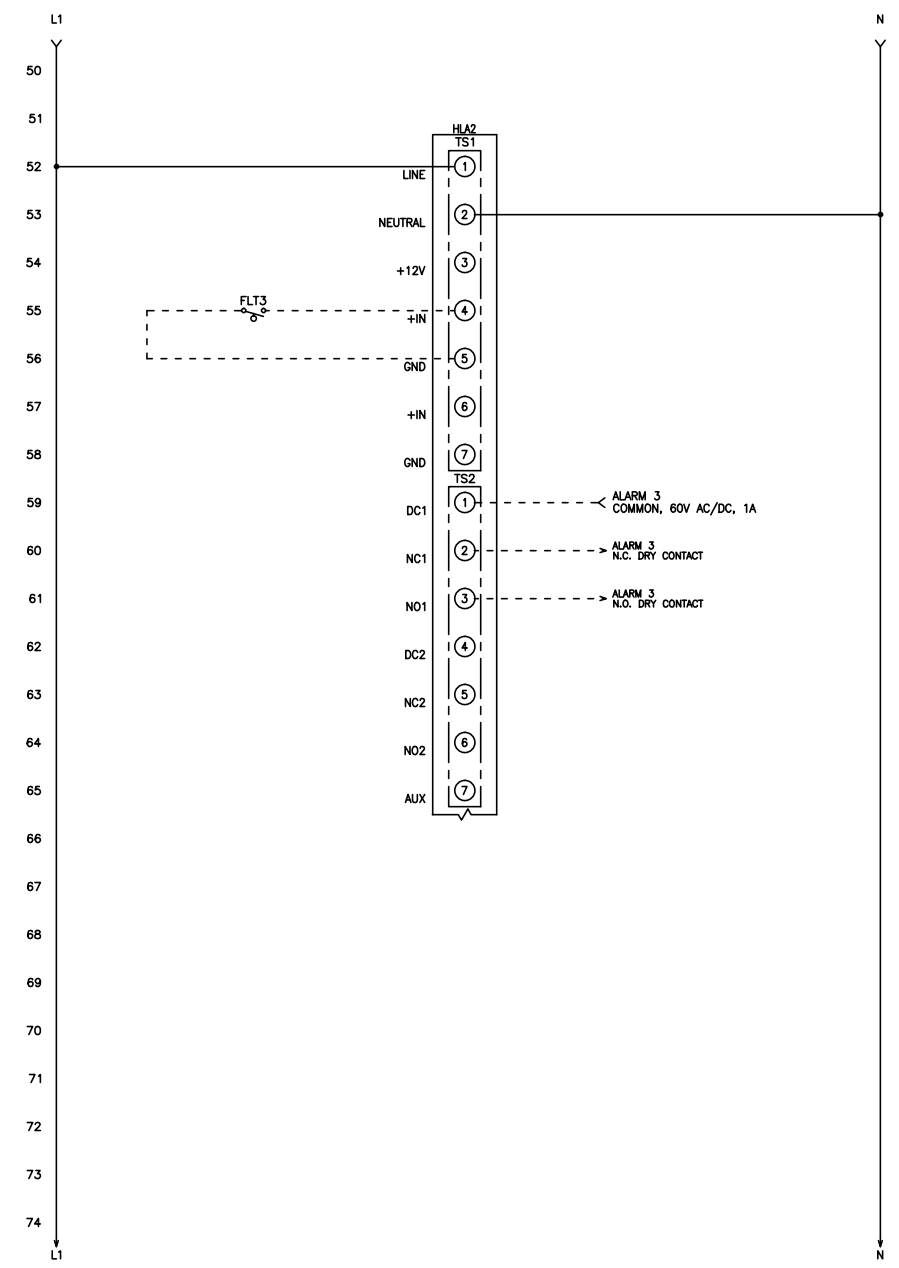 L1 N
50
51
HLA2
TS1
52 1
LINE
53 2
NEUTRAL
54 3
+12V
FLT3
55 4
+IN
56 5
GND
57 6
+IN
58 7
GND
TS2
59 1 ALARM 3
DC1 COMMON, 60V AC/DC, 1A
60 2 ALARM 3
NC1 N.C. DRY CONTACT
61 3 ALARM 3
NO1 N.O. DRY CONTACT
62 4
DC2
63 5
NC2
64 6
NO2
65 7
AUX
66
67
68
69
70
71
72
73
74
L1 N